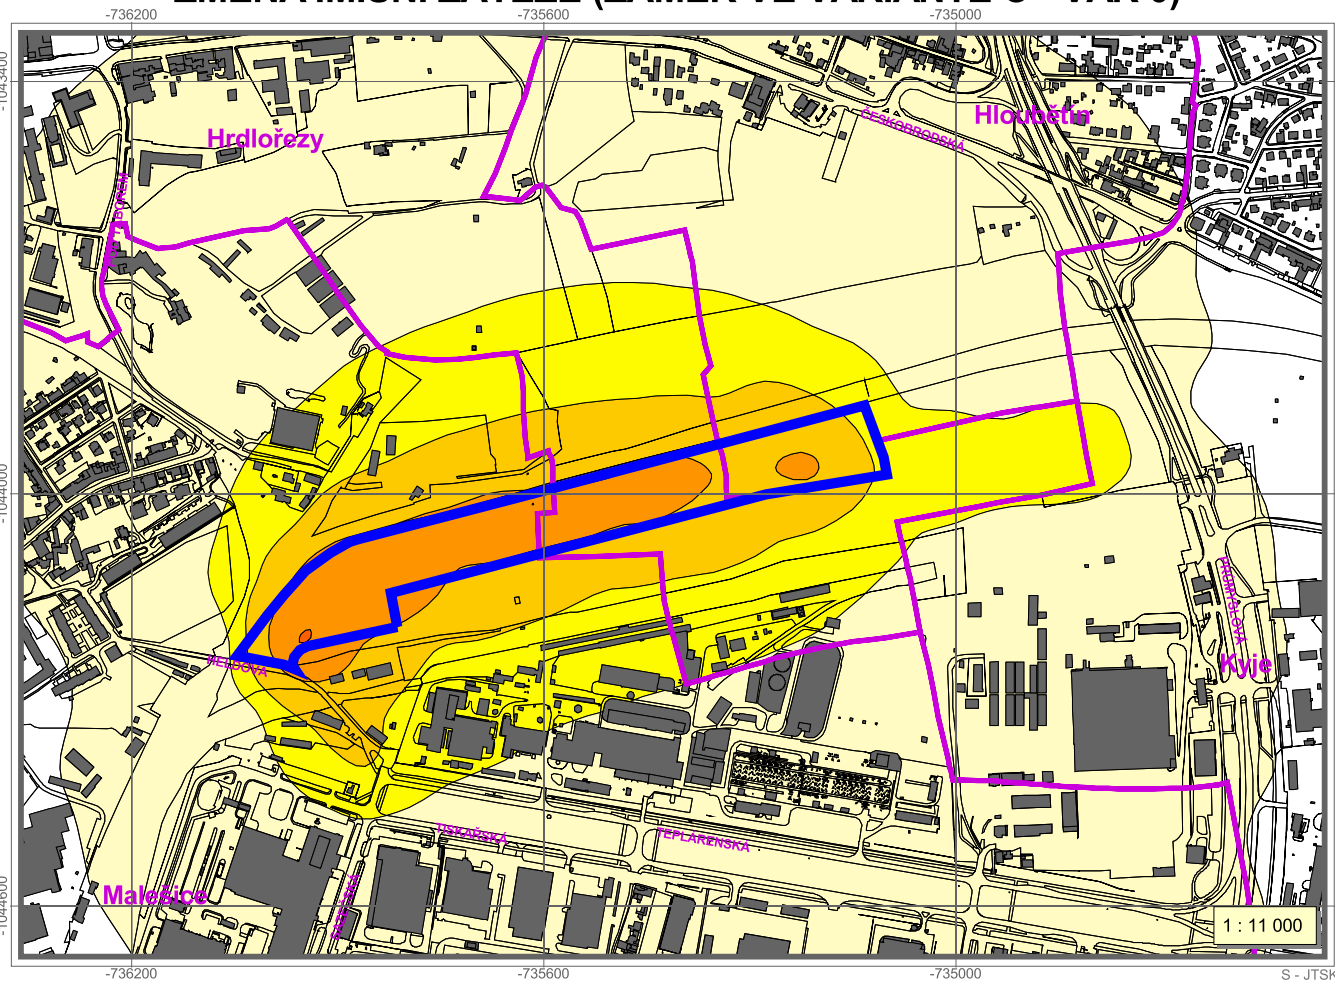 -736200
-735600
-735000
-1043400
Hloubětín
ČESKOBRODSKÁ
Hrdlořezy
-1044000
PRŮMYSLOVÁ
HELDOVA
Kyje
TISKAŘSKÁ
TEPLÁRENSKÁ
Malešice
-1044600
1 : 11 000
-736200
-735600
-735000
S - JTSK